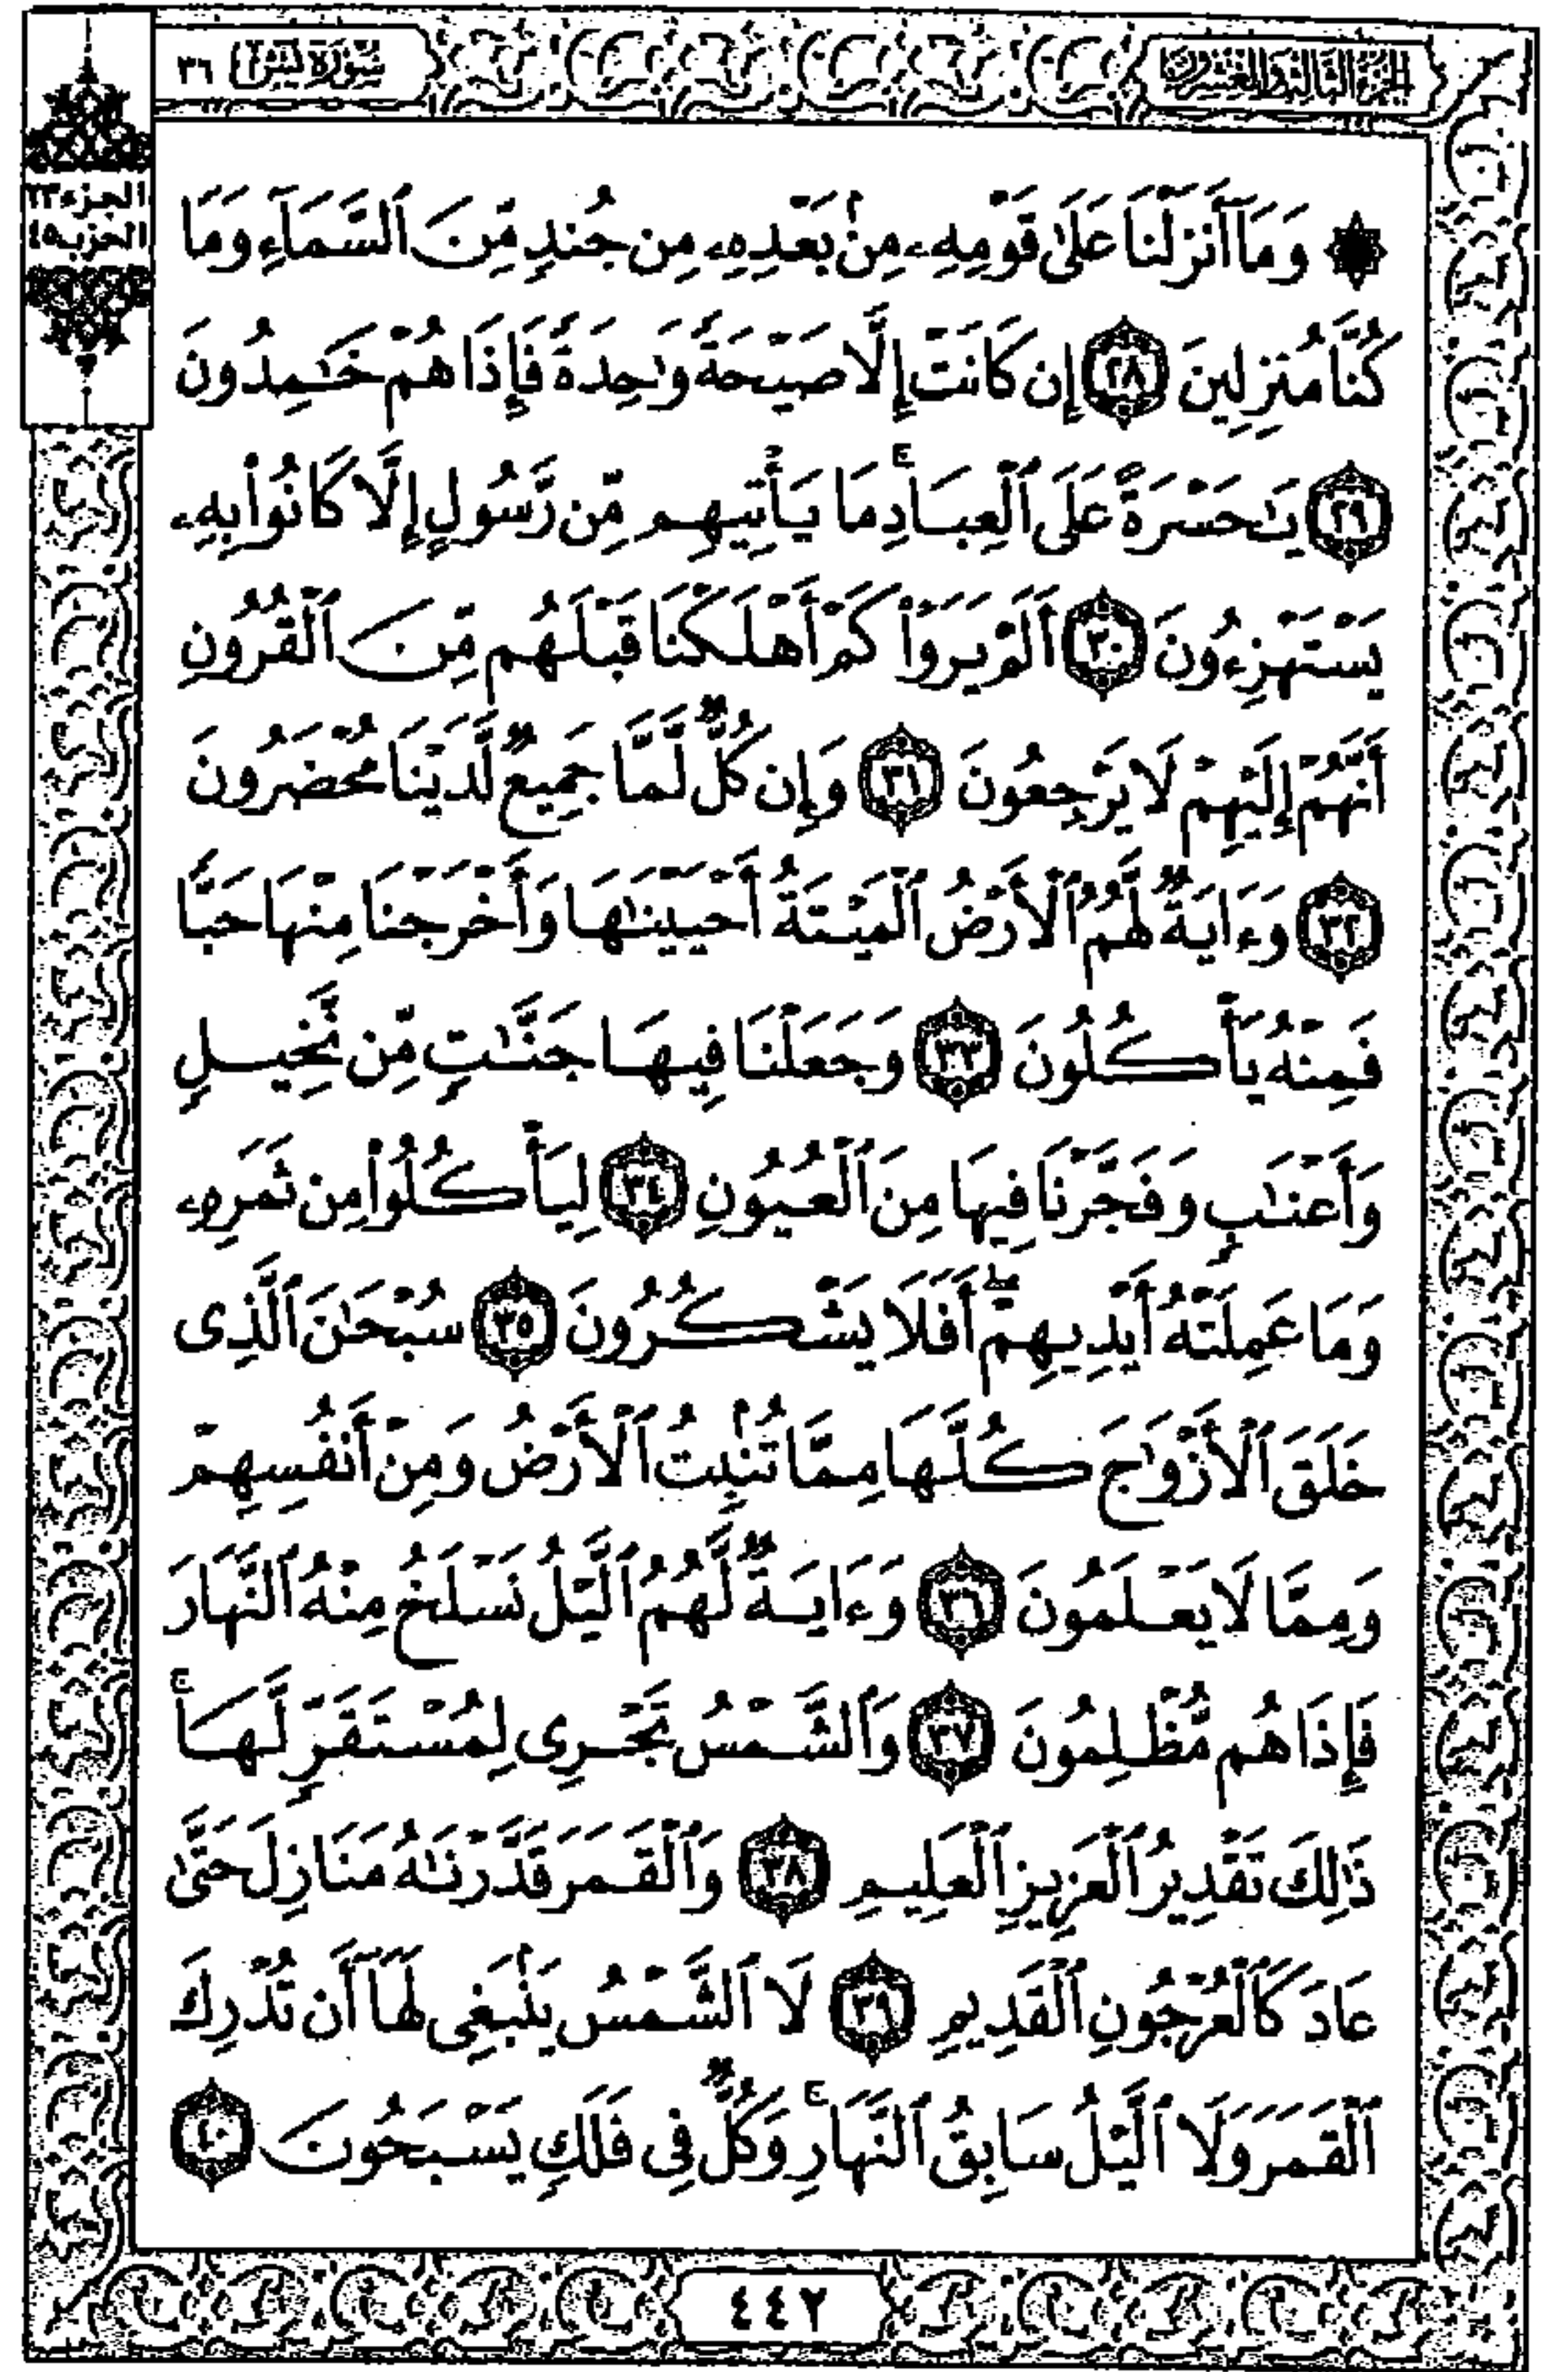 سورة يس ٣٦
الجزء الثالث والعشرون
الجزء ٢٣
الحزب ٤٥
۞ وَمَآ أَنزَلْنَا عَلَىٰ قَوْمِهِۦ مِنۢ بَعْدِهِۦ مِن جُندٍ مِّنَ ٱلسَّمَآءِ وَمَا
كُنَّا مُنزِلِينَ ٢٨ إِن كَانَتْ إِلَّا صَيْحَةً وَٰحِدَةً فَإِذَا هُمْ خَٰمِدُونَ
٢٩ يَٰحَسْرَةً عَلَى ٱلْعِبَادِ ۚ مَا يَأْتِيهِم مِّن رَّسُولٍ إِلَّا كَانُوا۟ بِهِۦ
يَسْتَهْزِءُونَ ٣٠ أَلَمْ يَرَوْا۟ كَمْ أَهْلَكْنَا قَبْلَهُم مِّنَ ٱلْقُرُونِ
أَنَّهُمْ إِلَيْهِمْ لَا يَرْجِعُونَ ٣١ وَإِن كُلٌّ لَّمَّا جَمِيعٌ لَّدَيْنَا مُحْضَرُونَ
٣٢ وَءَايَةٌ لَّهُمُ ٱلْأَرْضُ ٱلْمَيْتَةُ أَحْيَيْنَٰهَا وَأَخْرَجْنَا مِنْهَا حَبًّا
فَمِنْهُ يَأْكُلُونَ ٣٣ وَجَعَلْنَا فِيهَا جَنَّٰتٍ مِّن نَّخِيلٍ
وَأَعْنَٰبٍ وَفَجَّرْنَا فِيهَا مِنَ ٱلْعُيُونِ ٣٤ لِيَأْكُلُوا۟ مِن ثَمَرِهِۦ
وَمَا عَمِلَتْهُ أَيْدِيهِمْ ۖ أَفَلَا يَشْكُرُونَ ٣٥ سُبْحَٰنَ ٱلَّذِى
خَلَقَ ٱلْأَزْوَٰجَ كُلَّهَا مِمَّا تُنۢبِتُ ٱلْأَرْضُ وَمِنْ أَنفُسِهِمْ
وَمِمَّا لَا يَعْلَمُونَ ٣٦ وَءَايَةٌ لَّهُمُ ٱلَّيْلُ نَسْلَخُ مِنْهُ ٱلنَّهَارَ
فَإِذَا هُم مُّظْلِمُونَ ٣٧ وَٱلشَّمْسُ تَجْرِى لِمُسْتَقَرٍّ لَّهَا ۚ
ذَٰلِكَ تَقْدِيرُ ٱلْعَزِيزِ ٱلْعَلِيمِ ٣٨ وَٱلْقَمَرَ قَدَّرْنَٰهُ مَنَازِلَ حَتَّىٰ
عَادَ كَٱلْعُرْجُونِ ٱلْقَدِيمِ ٣٩ لَا ٱلشَّمْسُ يَنۢبَغِى لَهَآ أَن تُدْرِكَ
ٱلْقَمَرَ وَلَا ٱلَّيْلُ سَابِقُ ٱلنَّهَارِ ۚ وَكُلٌّ فِى فَلَكٍ يَسْبَحُونَ ٤٠
٤٤٢